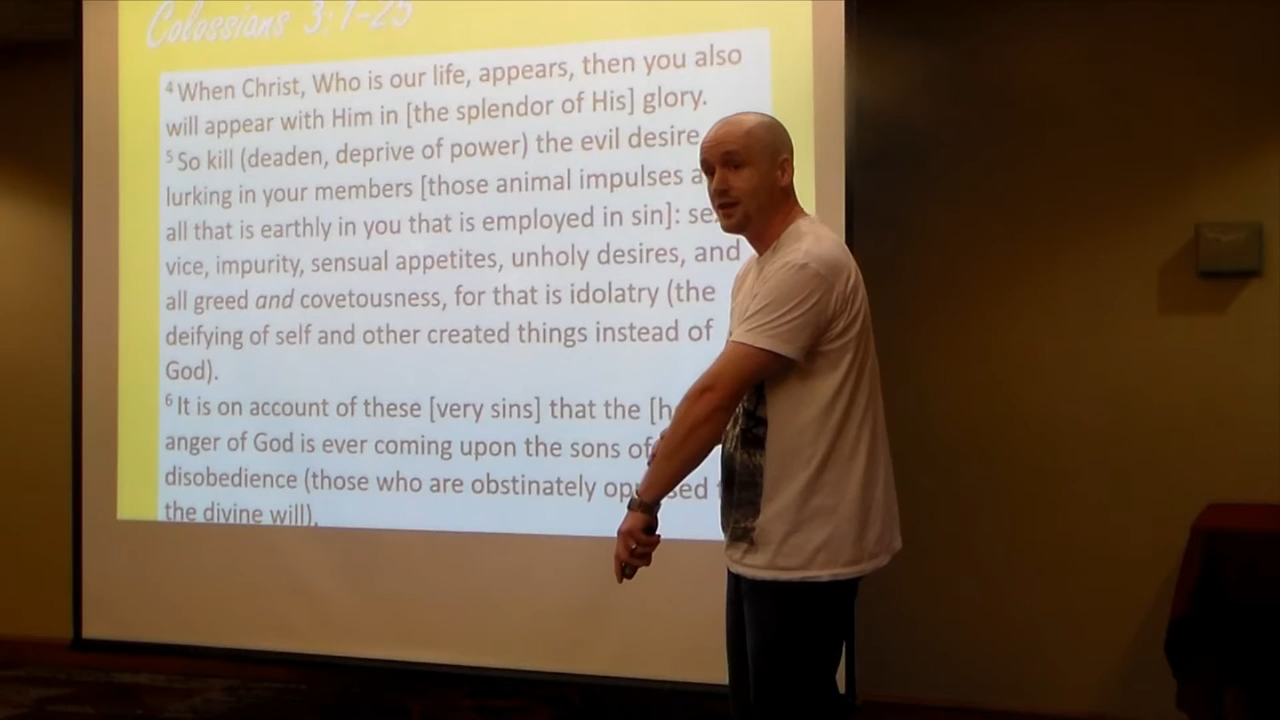 Colossians 3:1-25
4 When Christ, Who is our life, appears, then you also
will appear with Him in [the splendor of His] glory.
5 So kill (deaden, deprive of power) the evil desire
lurking in your members [those animal impulses a
all that is earthly in you that is employed in sin]: se
vice, impurity, sensual appetites, unholy desires, and
all greed and covetousness, for that is idolatry (the
deifying of self and other created things instead of
God).
6 It is on account of these [very sins] that the [h
anger of God is ever coming upon the sons of
disobedience (those who are obstinately op sed
the divine will).